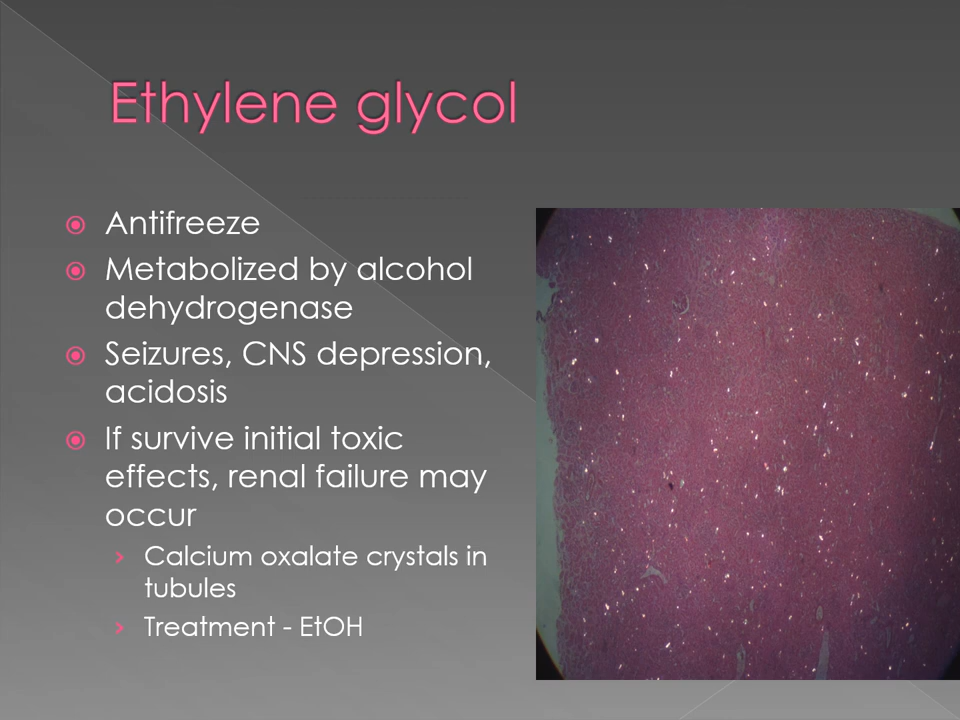 Ethylene glycol
Antifreeze
Metabolized by alcohol
dehydrogenase
Seizures, CNS depression,
acidosis
If survive initial toxic
effects, renal failure may
occur
Calcium oxalate crystals in
tubules
Treatment - EtOH